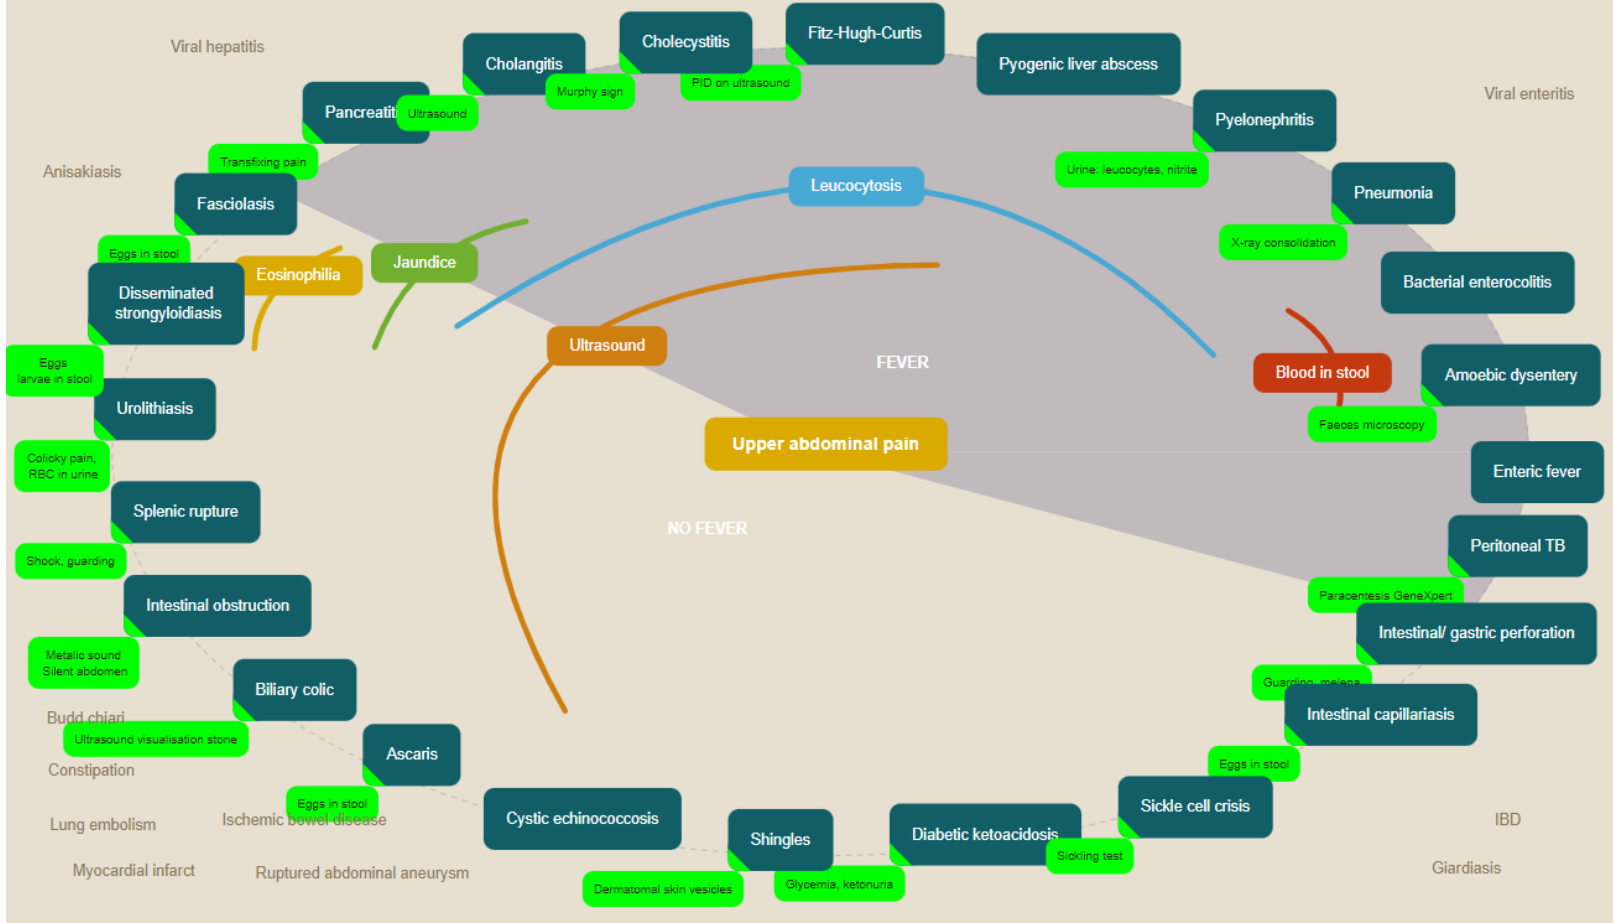 Viral hepatitis
Cholangitis
Cholecystitis
Fitz-Hugh-Curtis
Pyogenic liver abscess
Viral enteritis
Murphy sign
PID on ultrasound
Pancreatiti
Ultrasound
Pyelonephritis
Transfixing pain
Urine: leucocytes, nitrite
Anisakiasis
Fasciolasis
Leucocytosis
Pneumonia
Eggs in stool
X-ray consolidation
Eosinophilia
Jaundice
Disseminated
strongyloidiasis
Bacterial enterocolitis
Ultrasound
FEVER
Eggs
larvae in stool
Blood in stool
Amoebic dysentery
Urolithiasis
Faeces microscopy
Upper abdominal pain
Colicky pain,
RBC in urine
Enteric fever
Splenic rupture
NO FEVER
Peritoneal TB
Shock, guarding
Paracentesis GeneXpert
Intestinal obstruction
Intestinal/ gastric perforation
Metalic sound
Silent abdomen
Guarding, melena
Biliary colic
Intestinal capillariasis
Budd chiari
Ultrasound visualisation stone
Ascaris
Eggs in stool
Constipation
Eggs in stool
Sickle cell crisis
Lung embolism
Ischemic bowel disease
Cystic echinococcosis
Shingles
Diabetic ketoacidosis
Sickling test
IBD
Myocardial infarct
Ruptured abdominal aneurysm
Dermatomal skin vesicles
Glycemia, ketonuria
Giardiasis